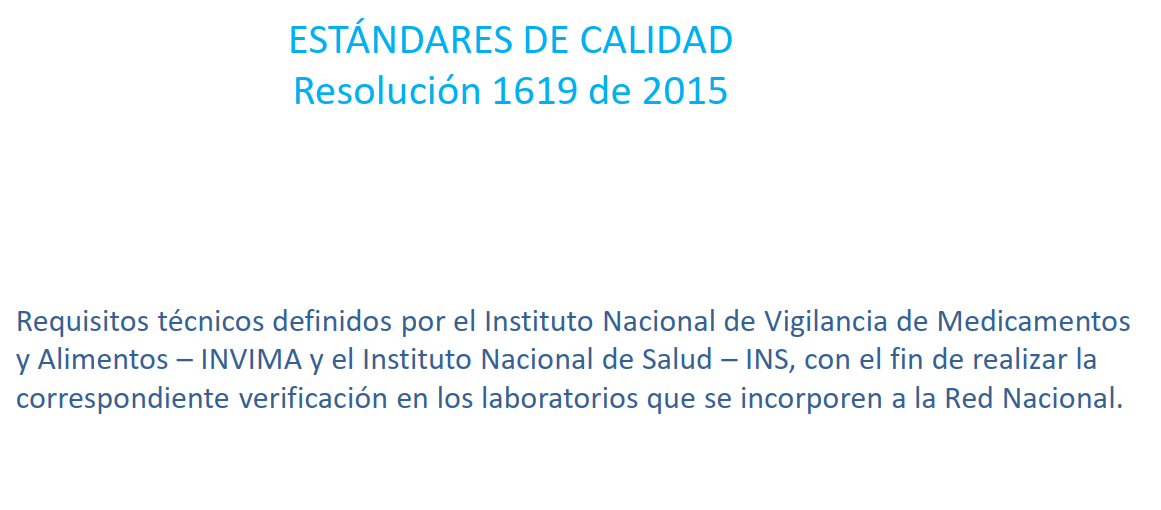 ESTÁNDARES DE CALIDAD
Resolución 1619 de 2015
Requisitos técnicos definidos por el Instituto Nacional de Vigilancia de Medicamentos
y Alimentos – INVIMA y el Instituto Nacional de Salud – INS, con el fin de realizar la
correspondiente verificación en los laboratorios que se incorporen a la Red Nacional.